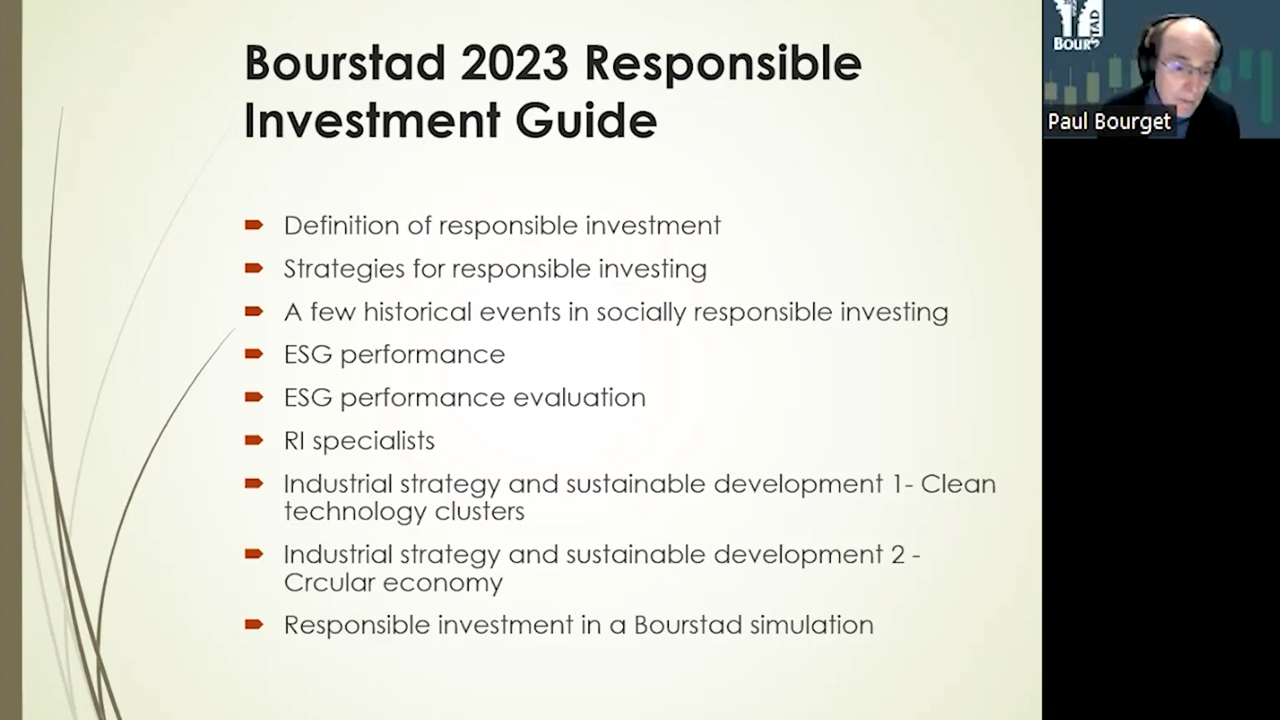 Bourstad 2023 Responsible
Investment Guide
Definition of responsible investment
Strategies for responsible investing
A few historical events in socially responsible investing
ESG performance
ESG performance evaluation
RI specialists
Industrial strategy and sustainable development 1- Clean
technology clusters
Industrial strategy and sustainable development 2 -
Crcular economy
Responsible investment in a Bourstad simulation
BOURSTAD
Paul Bourget